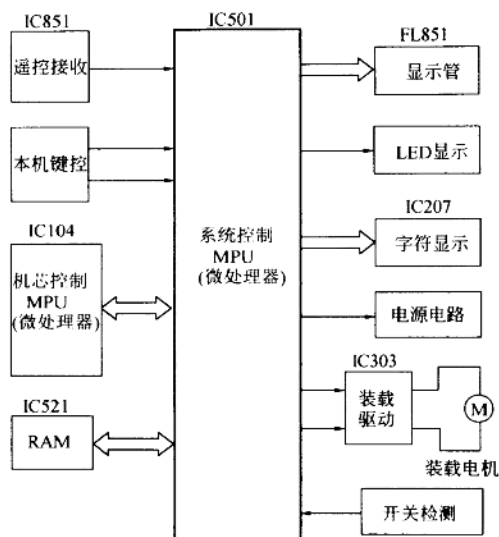 IC851
遥控接收
本机键控
IC104
机芯控制
MPU
(微处理器)
IC521
RAM
IC501
系统控制
MPU
(微处理器)
FL851
显示管
LED显示
IC207
字符显示
电源电路
IC303
装载
驱动
M
装载电机
开关检测